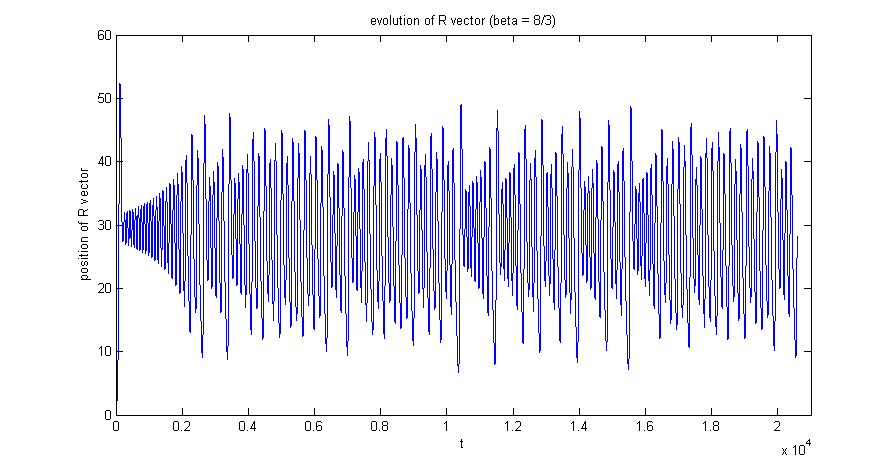 evolution of R vector (beta = 8/3)
position of R vector
60
50
40
30
20
10
0
0 0.2 0.4 0.6 0.8 1 1.2 1.4 1.6 1.8 2
t
x 10^4